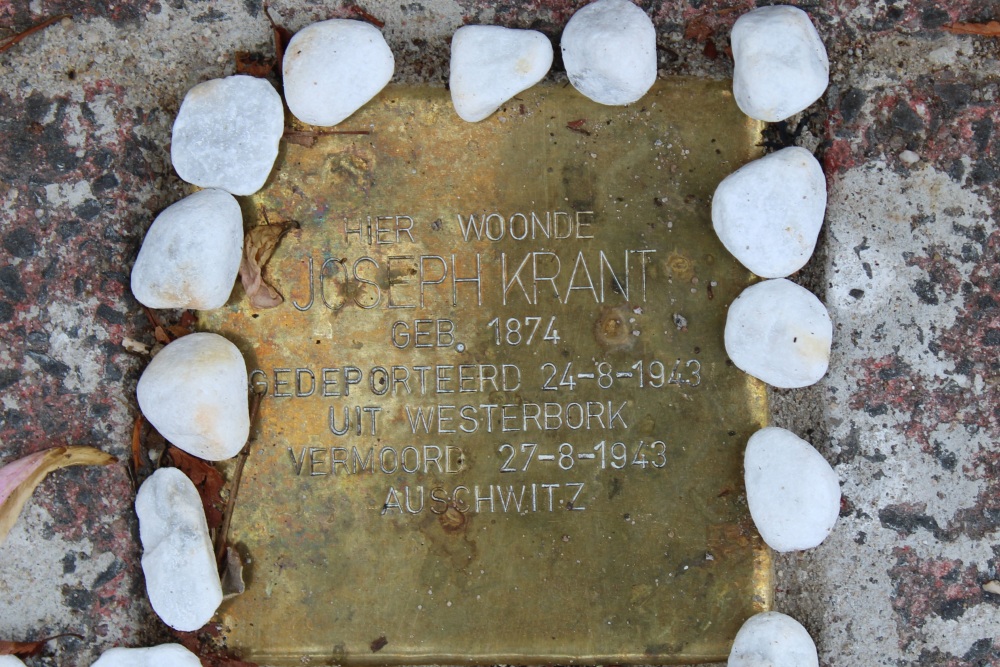 HIER WOONDE
JOSEPH KRANT
GEB. 1874
GEDEPORTEERD 24-8-1943
UIT WESTERBORK
VERMOORD 27-8-1943
AUSCHWITZ